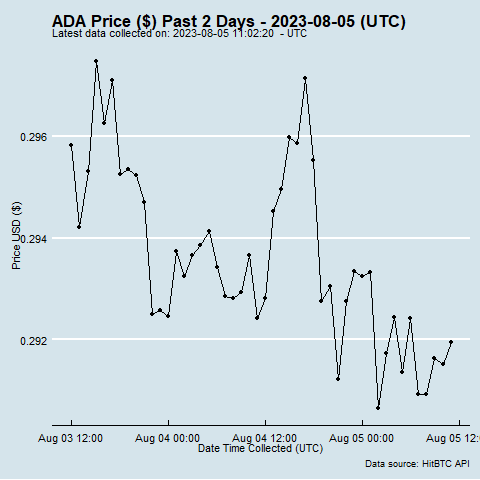 ADA Price ($) Past 2 Days - 2023-08-05 (UTC)
Latest data collected on: 2023-08-05 11:02:20 - UTC
0.296
0.294
0.292
Price USD ($)
Aug 03 12:00 Aug 04 00:00 Aug 04 12:00 Aug 05 00:00 Aug 05 12:
Date Time Collected (UTC)
Data source: HitBTC API